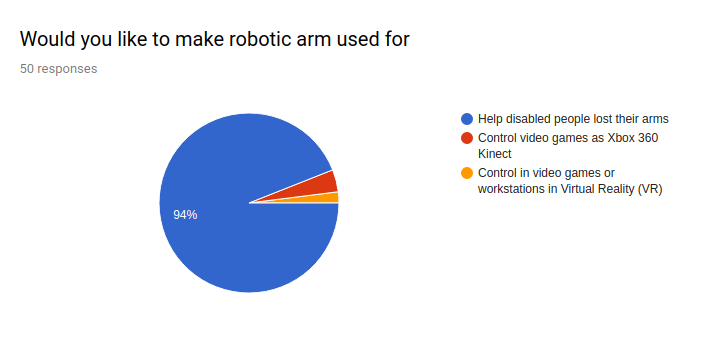 Would you like to make robotic arm used for
50 responses
Help disabled people lost their arms
Control video games as Xbox 360
Kinect
Control in video games or
workstations in Virtual Reality (VR)
94%